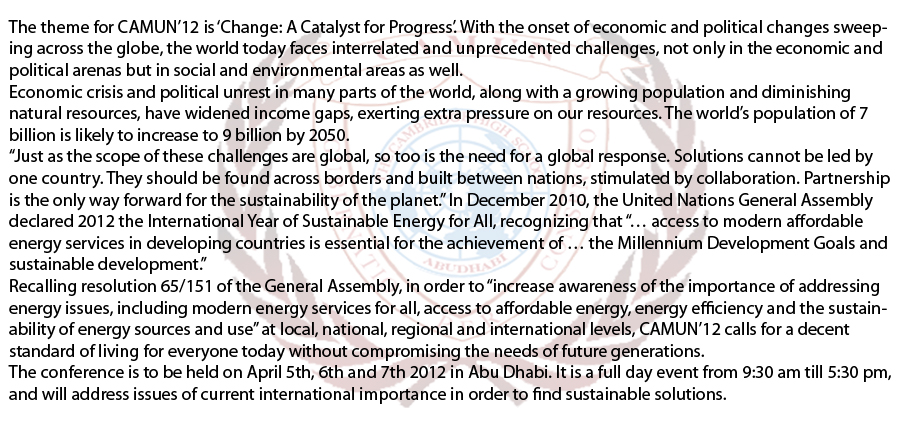 The theme for CAMUN’12 is ‘Change: A Catalyst for Progress’. With the onset of economic and political changes sweep-
ing across the globe, the world today faces interrelated and unprecedented challenges, not only in the economic and
political arenas but in social and environmental areas as well.
Economic crisis and political unrest in many parts of the world, along with a growing population and diminishing
natural resources, have widened income gaps, exerting extra pressure on our resources. The world’s population of 7
billion is likely to increase to 9 billion by 2050.
“Just as the scope of these challenges are global, so too is the need for a global response. Solutions cannot be led by
one country. They should be found across borders and built between nations, stimulated by collaboration. Partnership
is the only way forward for the sustainability of the planet.” In December 2010, the United Nations General Assembly
declared 2012 the International Year of Sustainable Energy for All, recognizing that “… access to modern affordable
energy services in developing countries is essential for the achievement of … the Millennium Development Goals and
sustainable development.”
Recalling resolution 65/151 of the General Assembly, in order to “increase awareness of the importance of addressing
energy issues, including modern energy services for all, access to affordable energy, energy efficiency and the sustain-
ability of energy sources and use” at local, national, regional and international levels, CAMUN’12 calls for a decent
standard of living for everyone today without compromising the needs of future generations.
The conference is to be held on April 5th, 6th and 7th 2012 in Abu Dhabi. It is a full day event from 9:30 am till 5:30 pm,
and will address issues of current international importance in order to find sustainable solutions.
ABUDHABI